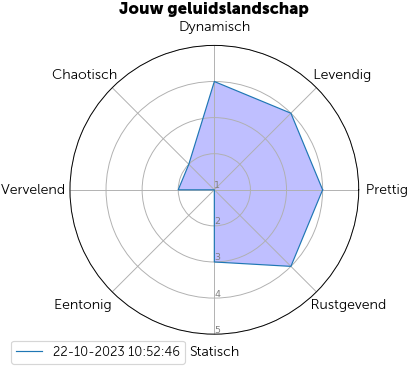 Jouw geluidslandschap
Dynamisch
Chaotisch
Levendig
Vervelend
1
Prettig
2
3
4
Eentonig
Rustgevend
5
22-10-2023 10:52:46
Statisch